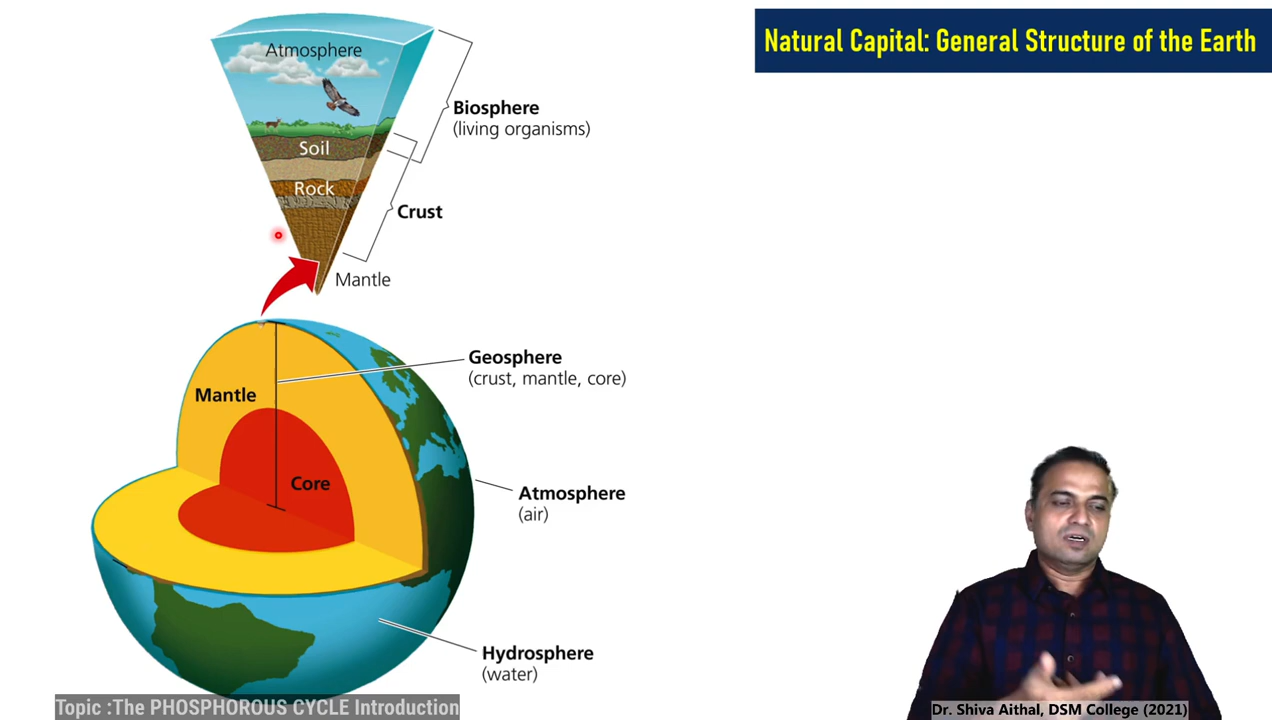 Natural Capital: General Structure of the Earth
Atmosphere
Biosphere
(living organisms)
Soil
Rock
Crust
Mantle
Geosphere
(crust, mantle, core)
Mantle
Core
Atmosphere
(air)
Hydrosphere
(water)
Topic :The PHOSPHOROUS CYCLE Introduction
Dr. Shiva Aithal, DSM College (2021)